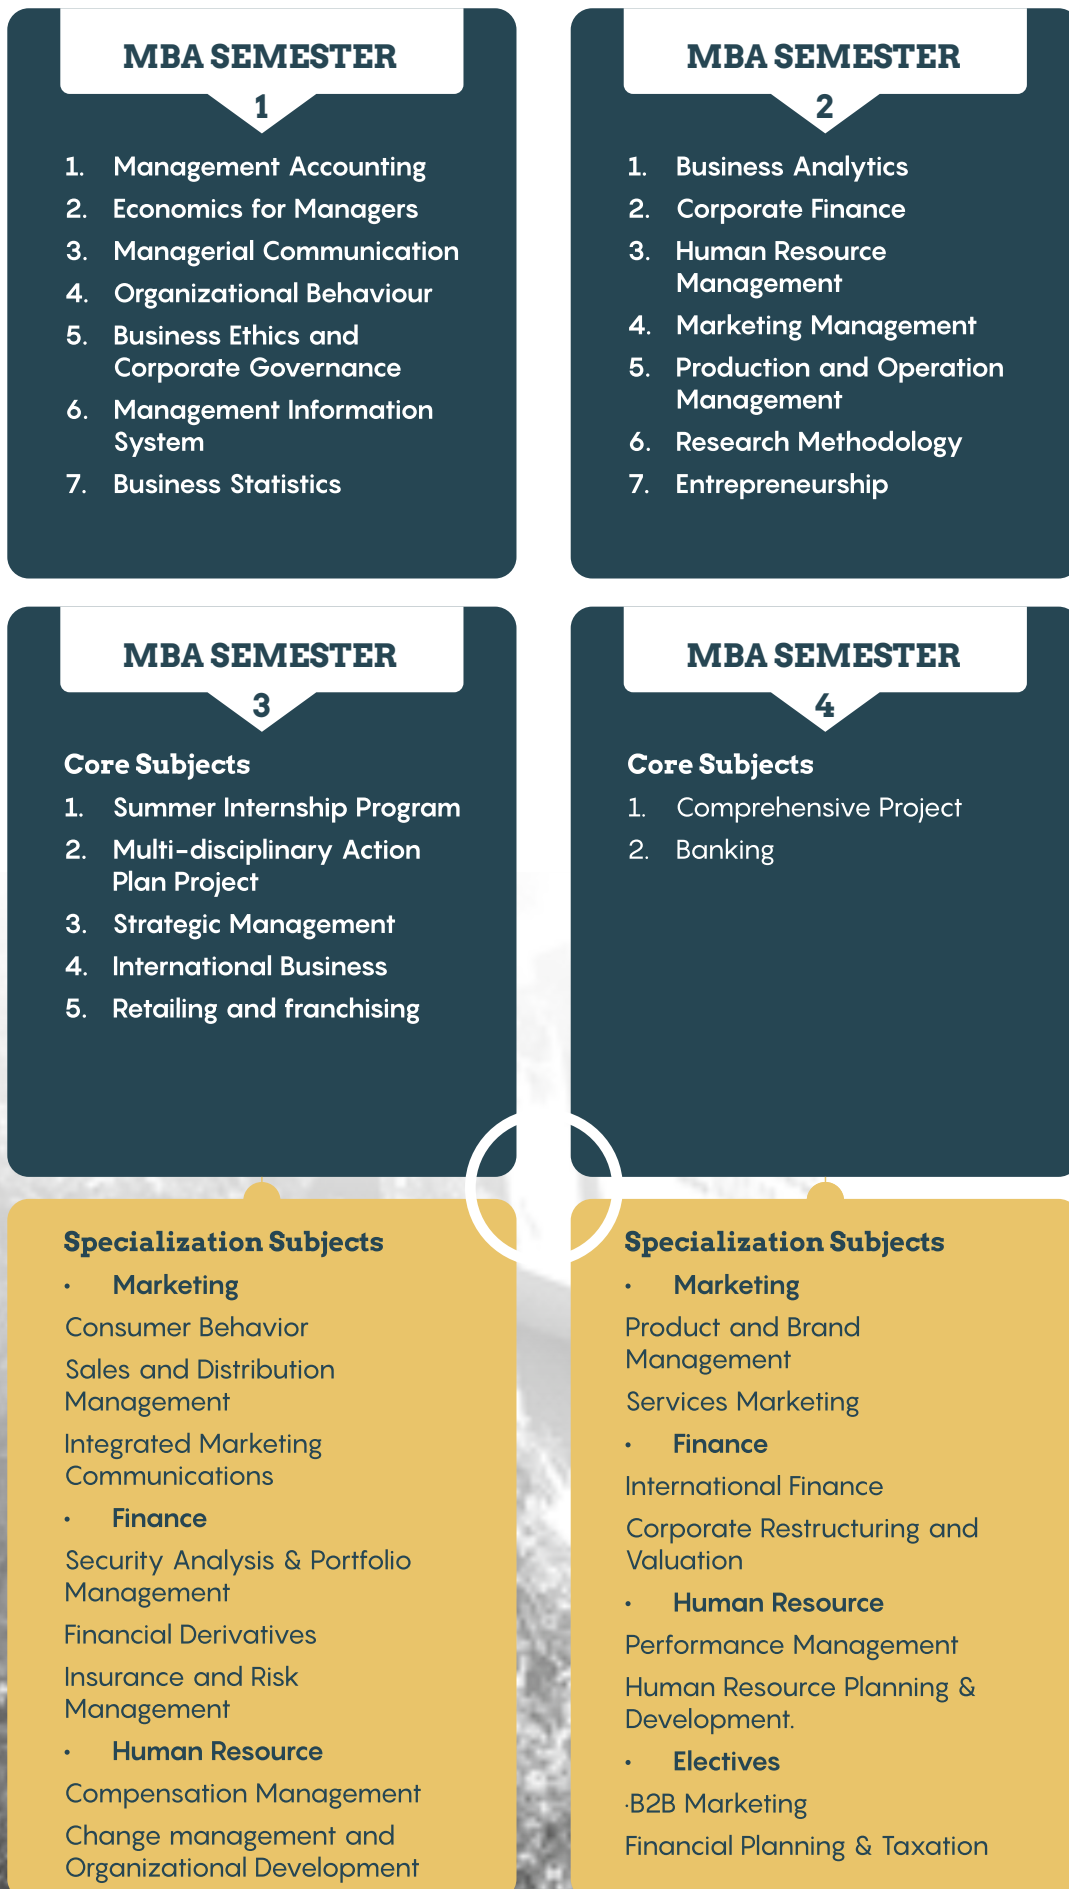 MBA SEMESTER
1
1. Management Accounting
2. Economics for Managers
3. Managerial Communication
4. Organizational Behaviour
5. Business Ethics and
Corporate Governance
6. Management Information
System
7. Business Statistics
MBA SEMESTER
2
1. Business Analytics
2. Corporate Finance
3. Human Resource
Management
4. Marketing Management
5. Production and Operation
Management
6. Research Methodology
7. Entrepreneurship
MBA SEMESTER
3
Core Subjects
1. Summer Internship Program
2. Multi-disciplinary Action
Plan Project
3. Strategic Management
4. International Business
5. Retailing and franchising
MBA SEMESTER
4
Core Subjects
1. Comprehensive Project
2. Banking
Specialization Subjects
• Marketing
Consumer Behavior
Sales and Distribution
Management
Integrated Marketing
Communications
• Finance
Security Analysis & Portfolio
Management
Financial Derivatives
Insurance and Risk
Management
• Human Resource
Compensation Management
Change management and
Organizational Development
Specialization Subjects
• Marketing
Product and Brand
Management
Services Marketing
• Finance
International Finance
Corporate Restructuring and
Valuation
• Human Resource
Performance Management
Human Resource Planning &
Development.
• Electives
·B2B Marketing
Financial Planning & Taxation